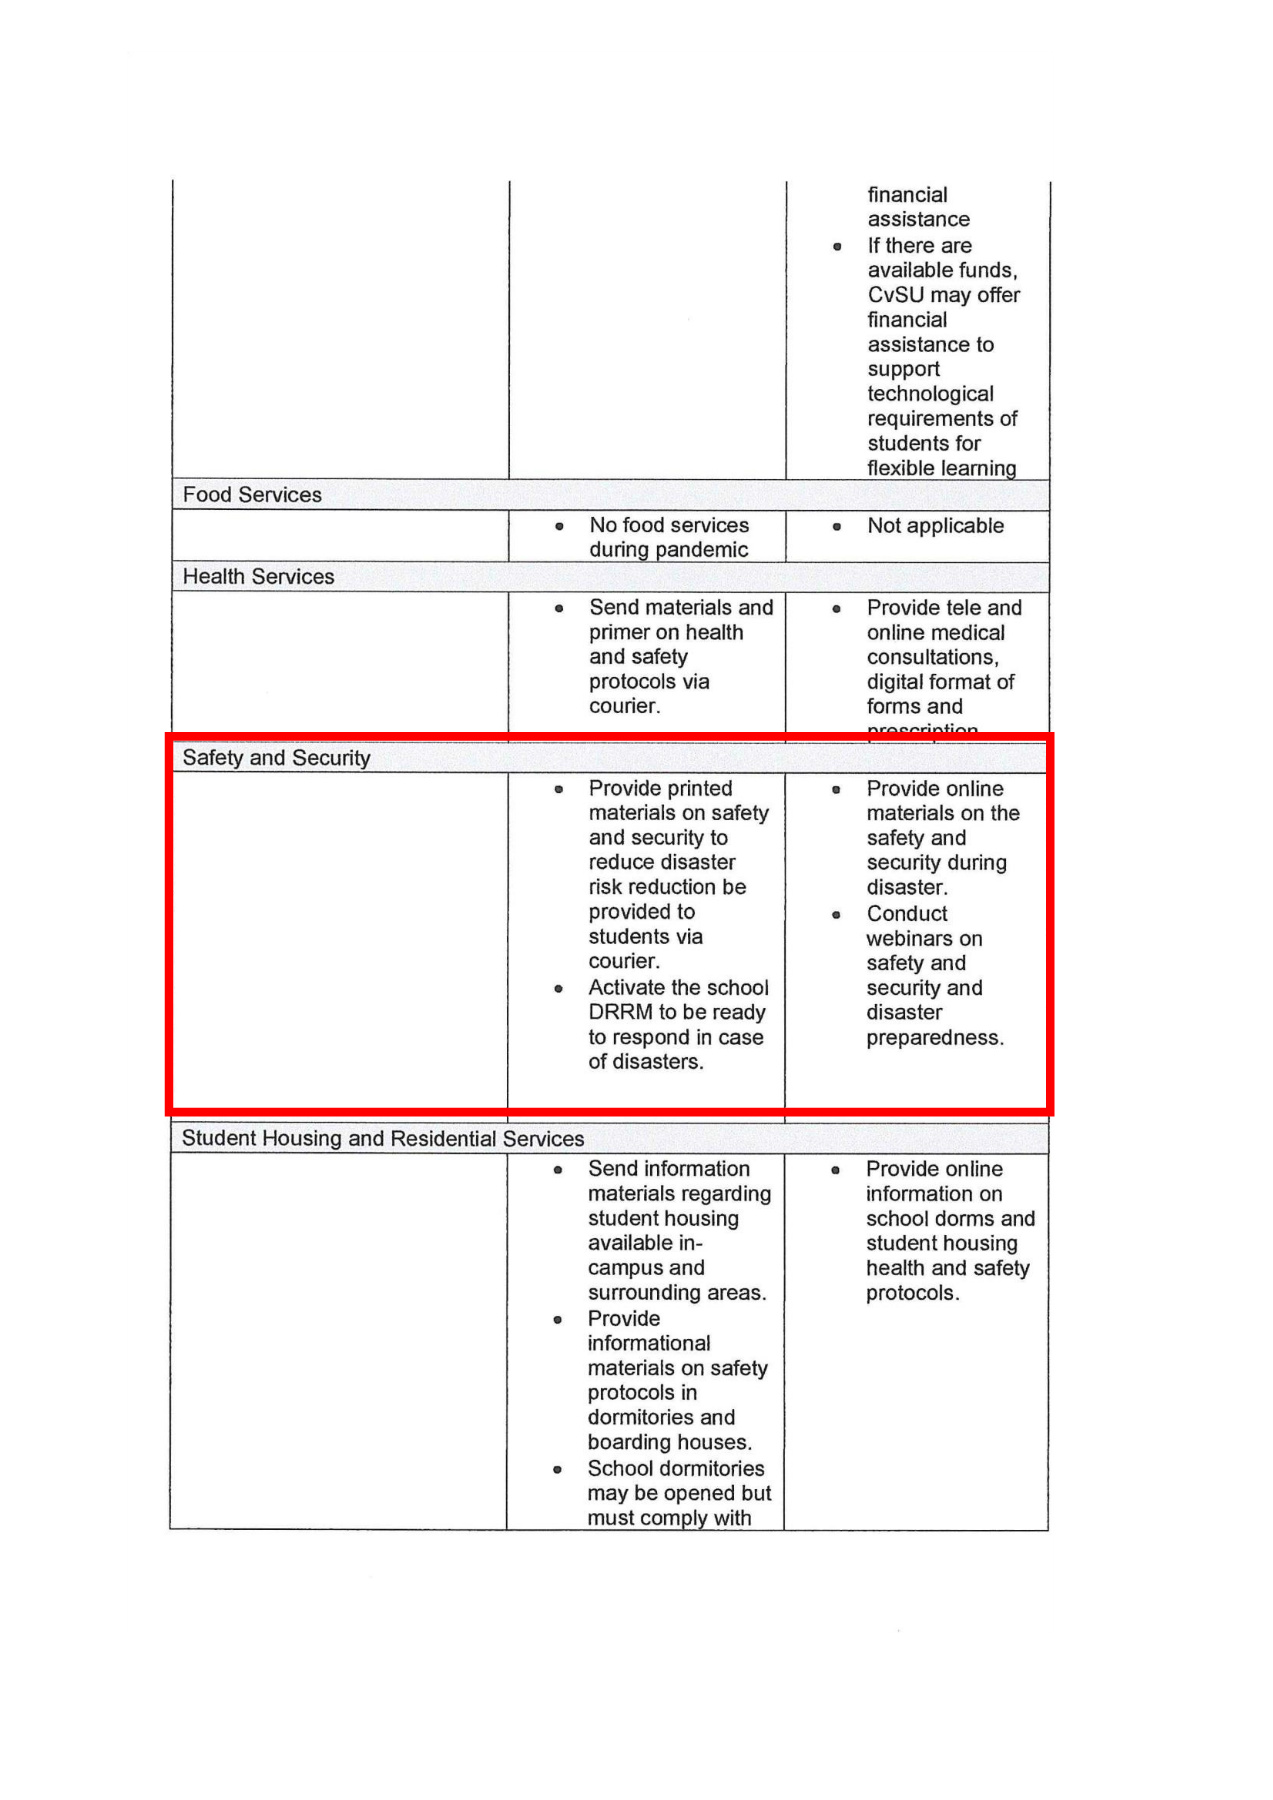 financial
assistance
• If there are
available funds,
CvSU may offer
financial
assistance to
support
technological
requirements of
students for
flexible learning
Food Services
• No food services
during pandemic
• Not applicable
Health Services
• Send materials and
primer on health
and safety
protocols via
courier.
• Provide tele and
online medical
consultations,
digital format of
forms and
prescription
Safety and Security
• Provide printed
materials on safety
and security to
reduce disaster
risk reduction be
provided to
students via
courier.
• Activate the school
DRRM to be ready
to respond in case
of disasters.
• Provide online
materials on the
safety and
security during
disaster.
• Conduct
webinars on
safety and
security and
disaster
preparedness.
Student Housing and Residential Services
• Send information
materials regarding
student housing
available in-
campus and
surrounding areas.
• Provide
informational
materials on safety
protocols in
dormitories and
boarding houses.
• School dormitories
may be opened but
must comply with
• Provide online
information on
school dorms and
student housing
health and safety
protocols.